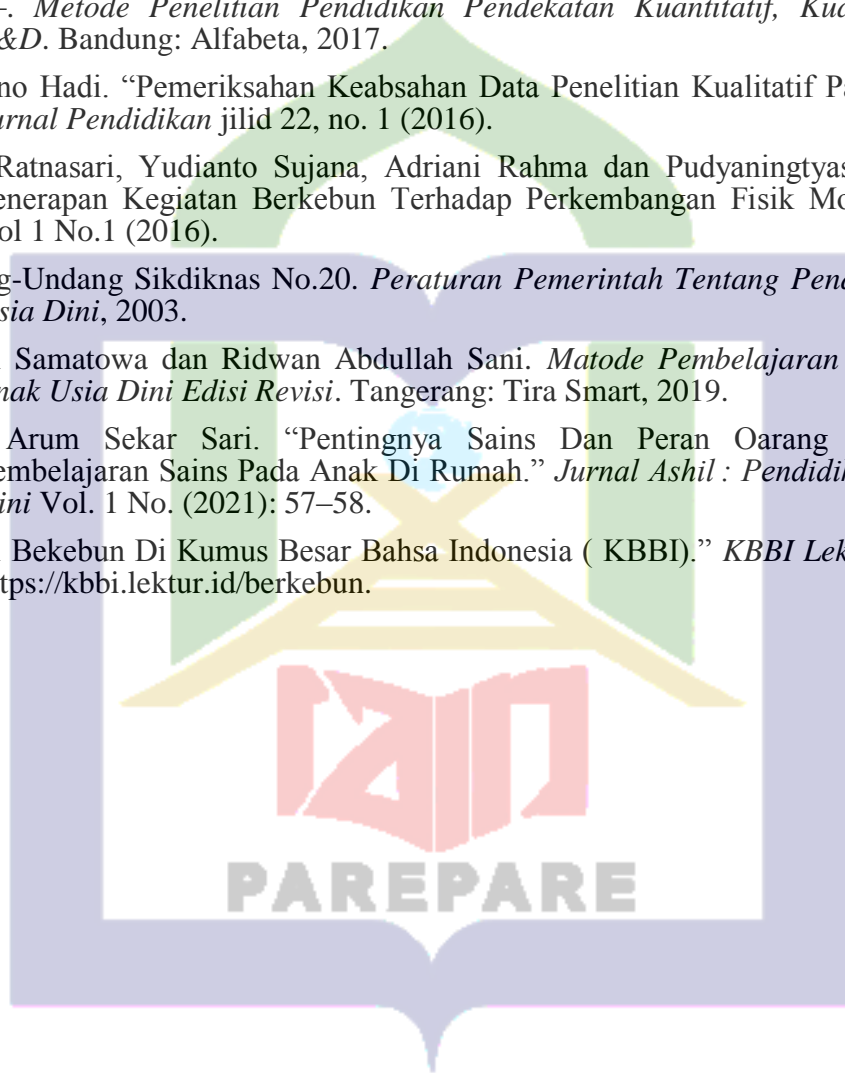 Metode Penelitian Pendidikan Pendekatan Kuantitatif,
&D. Bandung: Alfabeta, 2017.
no Hadi. “Pemeriksahan Keabsahan Data Penelitian Kualitatif
urnal Pendidikan jilid 22, no. 1 (2016).
Ratnasari, Yudianto Sujana, Adriani Rahma dan Pudyaningtyas
enerapan Kegiatan Berkebun Terhadap Perkembangan Fisik
ol 1 No.1 (2016).
g-Undang Sikdiknas No.20. Peraturan Pemerintah Tentang
sia Dini, 2003.
Samatowa dan Ridwan Abdullah Sani. Matode Pembelajaran
nak Usia Dini Edisi Revisi. Tangerang: Tira Smart, 2019.
Arum Sekar Sari. “Pentingnya Sains Dan Peran Oarang
embelajaran Sains Pada Anak Di Rumah.” Jurnal Ashil : Pendidik
ini Vol. 1 No. (2021): 57–58.
Bekebun Di Kumus Besar Bahsa Indonesia ( KBBI).” KBBI Lek
tps://kbbi.lektur.id/berkebun.
iain
PAREPARE